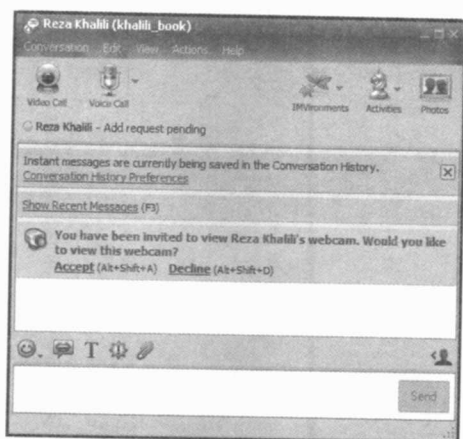 Reza Khalili (khalili_book)
Conversation Edit View Actions Help
Video Call Voice Call IMVironments Activities Photos
Reza Khalili - Add request pending
Instant messages are currently being saved in the Conversation History.
Conversation History Preferences
Show Recent Messages (F3)
You have been invited to view Reza Khalili's webcam. Would you like
to view this webcam?
Accept (Alt+Shift+A) Decline (Alt+Shift+D)
T
Send